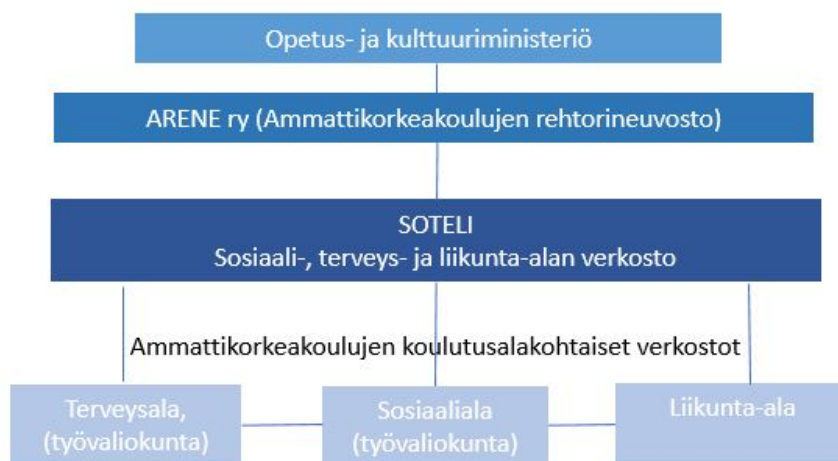 Opetus- ja kulttuuriministeriö
ARENE ry (Ammattikorkeakoulujen rehtorineuvosto)
SOTELI
Sosiaali-, terveys- ja liikunta-alan verkosto
Ammattikorkeakoulujen koulutusalakohtaiset verkostot
Terveysala,
(työvaliokunta)
Sosiaaliala
(työvaliokunta)
Liikunta-ala